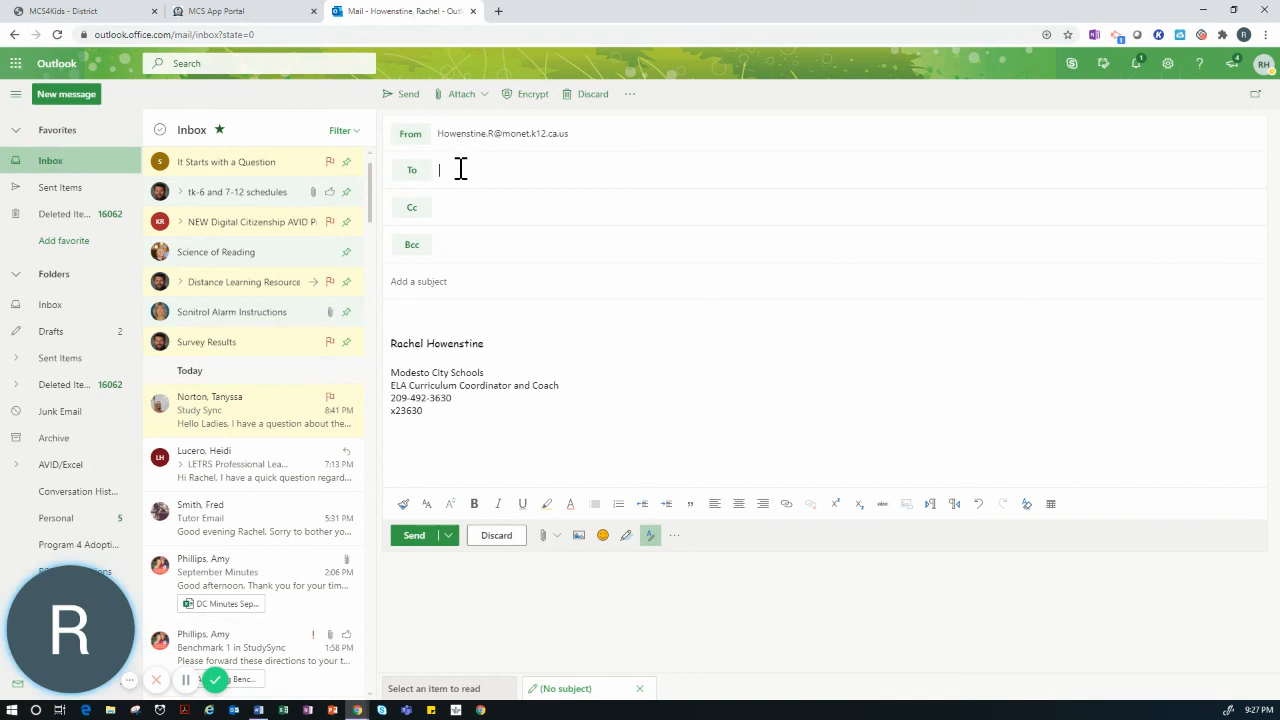 MCS4Kids - District
MCS App Portal
Mail - Howenstine, Rachel - Outl
outlook.office.com/mail/inbox?state=0
R
Outlook
Search
1
4
RH
New message
Send
Attach
Encrypt
Discard
Favorites
Inbox
Sent Items
Deleted Ite... 16062
Add favorite
Folders
Inbox
Drafts 2
Sent Items
Deleted Ite... 16062
Junk Email
Archive
AVID/Excel
Conversation Hist...
Personal 5
Program 4 Adopti...
R
Inbox
Filter
S
It Starts with a Question
tk-6 and 7-12 schedules
KR
NEW Digital Citizenship AVID P
Science of Reading
Distance Learning Resource
Sonitrol Alarm Instructions
Survey Results
Today
Norton, Tanyssa
Study Sync 8:41 PM
Hello Ladies, I have a question about the...
LH
Lucero, Heidi
LETRS Professional Lea... 7:13 PM
Hi Rachel, I have a quick question regard...
Smith, Fred
Tutor Email 5:31 PM
Good evening Rachel, Sorry to bother yo...
Phillips, Amy
September Minutes 2:06 PM
Good afternoon, Thank you for your tim...
DC Minutes Sep...
Phillips, Amy
Benchmark 1 in StudySync 1:58 PM
Please forward these directions to your t...
Benc...
From Howenstine.R@monet.k12.ca.us
To
Cc
Bcc
Add a subject
Rachel Howenstine
Modesto City Schools
ELA Curriculum Coordinator and Coach
209-492-3630
x23630
Send
Discard
Select an item to read
(No subject)
9:27 PM